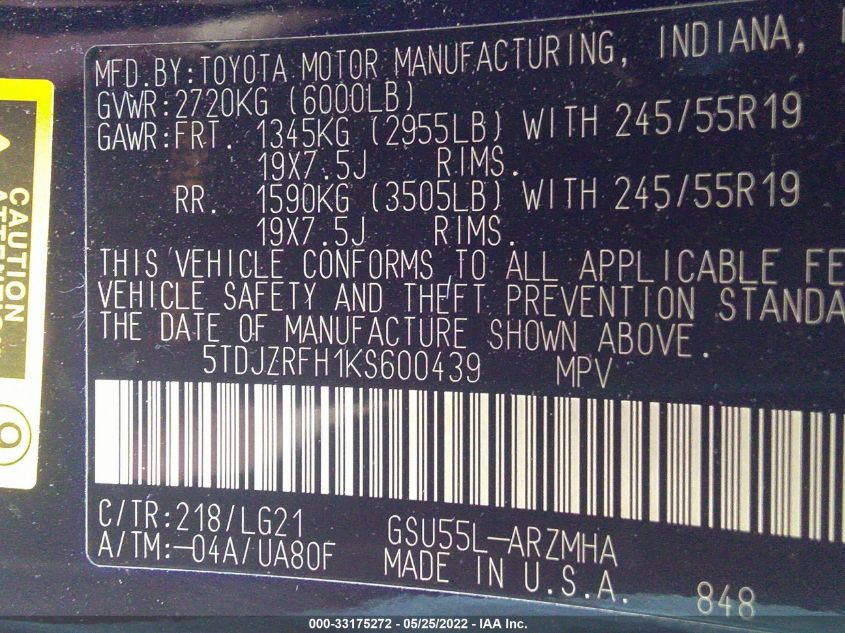 MFD.BY:TOYOTA MOTOR MANUFACTURING, INDIANA,
GVWR:2720KG (6000LB)
GAWR:FRT. 1345KG (2955LB) WITH 245/55R19
19X7.5J RIMS.
RR. 1590KG (3505LB) WITH 245/55R19
19X7.5J RIMS.
THIS VEHICLE CONFORMS TO ALL APPLICABLE FE
VEHICLE SAFETY AND THEFT PREVENTION STANDA
THE DATE OF MANUFACTURE SHOWN ABOVE.
5TDJZRFH1KS600439 MPV
C/TR:218/LG21 GSU55L-ARZMHA
A/TM:-04A/UA80F MADE IN U.S.A. 848
CAUTION
000-33175272 - 05/25/2022 - IAA Inc.